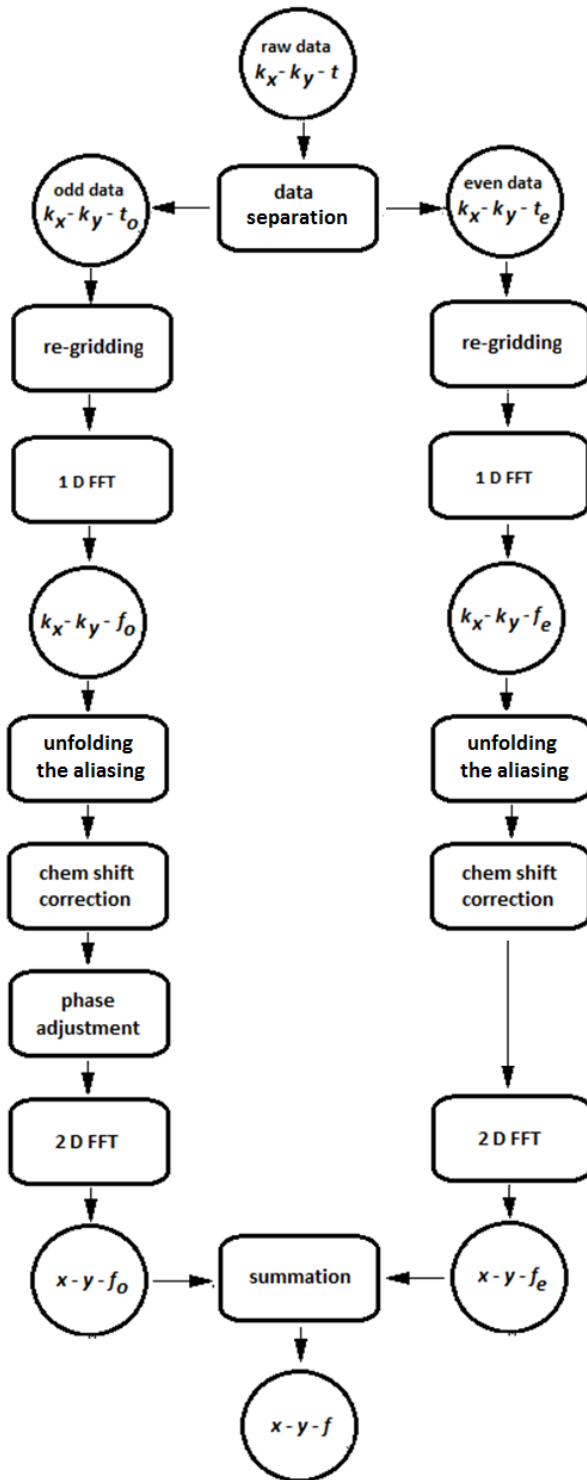 raw data
kx - ky - t
odd data
kx - ky - to
data
separation
even data
kx - ky - te
re-gridding
re-gridding
1 D FFT
1 D FFT
kx - ky - fo
kx - ky - fe
unfolding
the aliasing
unfolding
the aliasing
chem shift
correction
chem shift
correction
phase
adjustment
2 D FFT
2 D FFT
x - y - fo
summation
x - y - fe
x - y - f